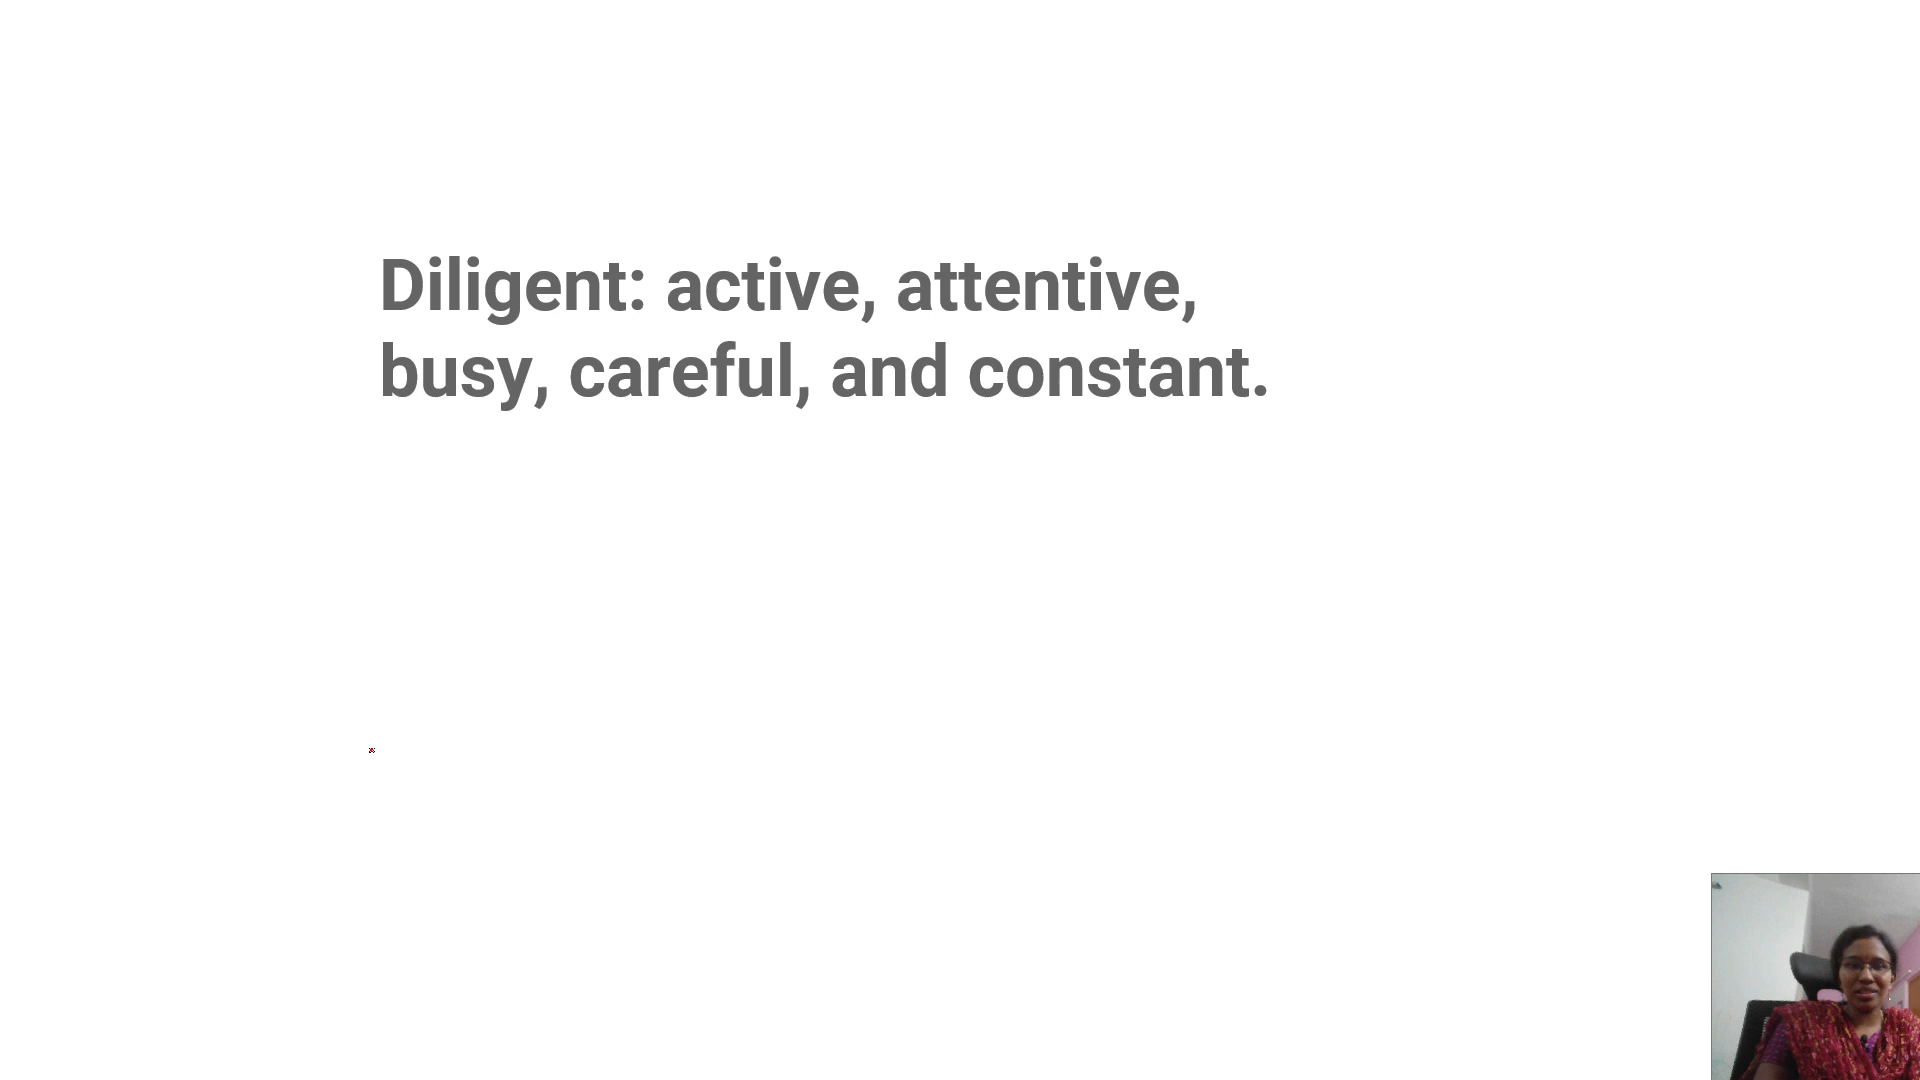 Diligent: active, attentive,
busy, careful, and constant.